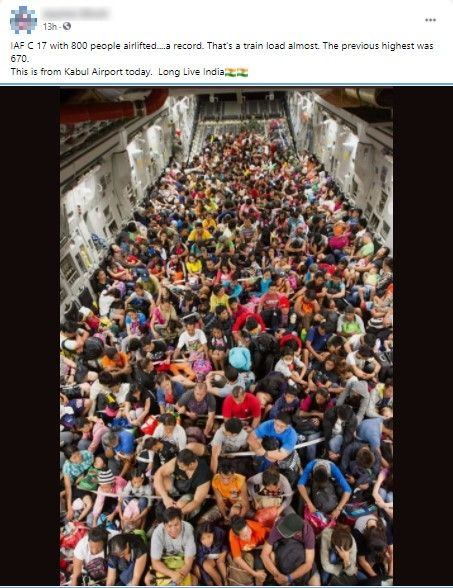 13h ·
IAF C 17 with 800 people airlifted....a record. That's a train load almost. The previous highest was
670.
This is from Kabul Airport today. Long Live India🇮🇳🇮🇳